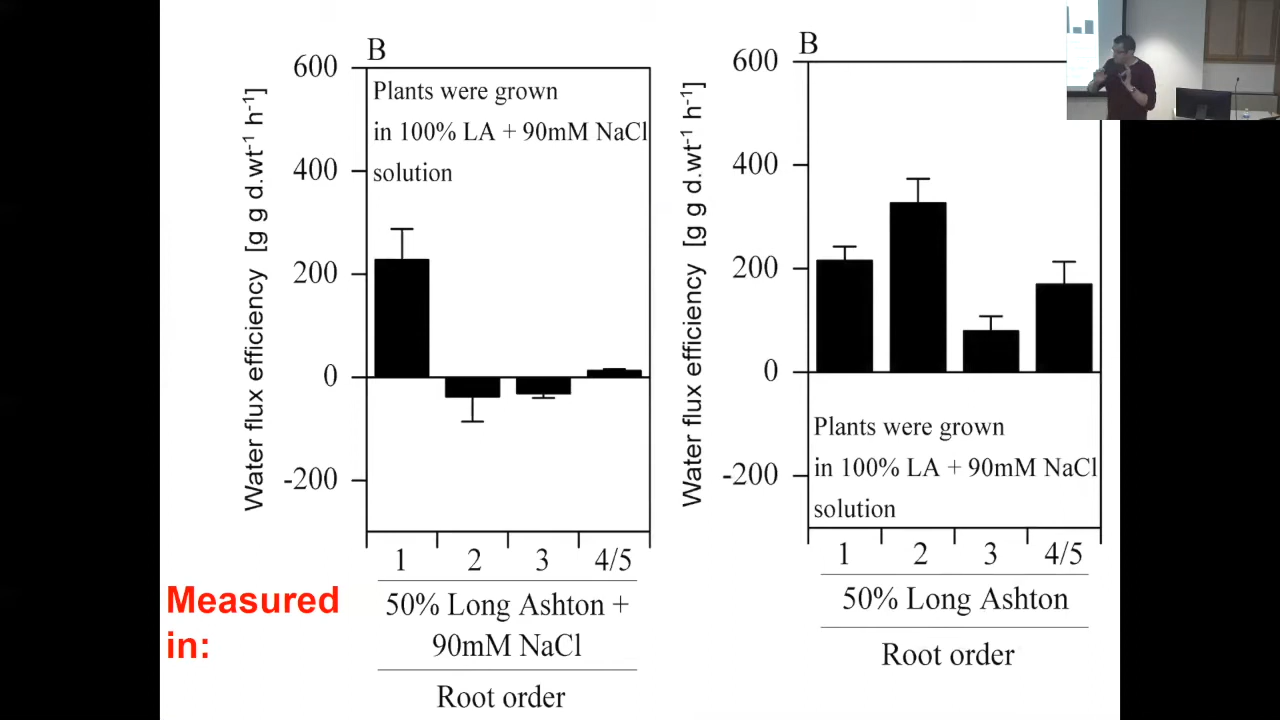 B
Water flux efficiency [g g d.wt⁻¹ h⁻¹]
600
400
200
0
-200
Plants were grown
in 100% LA + 90mM NaCl
solution
1 2 3 4/5
50% Long Ashton +
90mM NaCl
Root order
B
Water flux efficiency [g g d.wt⁻¹ h⁻¹]
600
400
200
0
-200
Plants were grown
in 100% LA + 90mM NaCl
solution
1 2 3 4/5
50% Long Ashton
Root order
Measured
in: